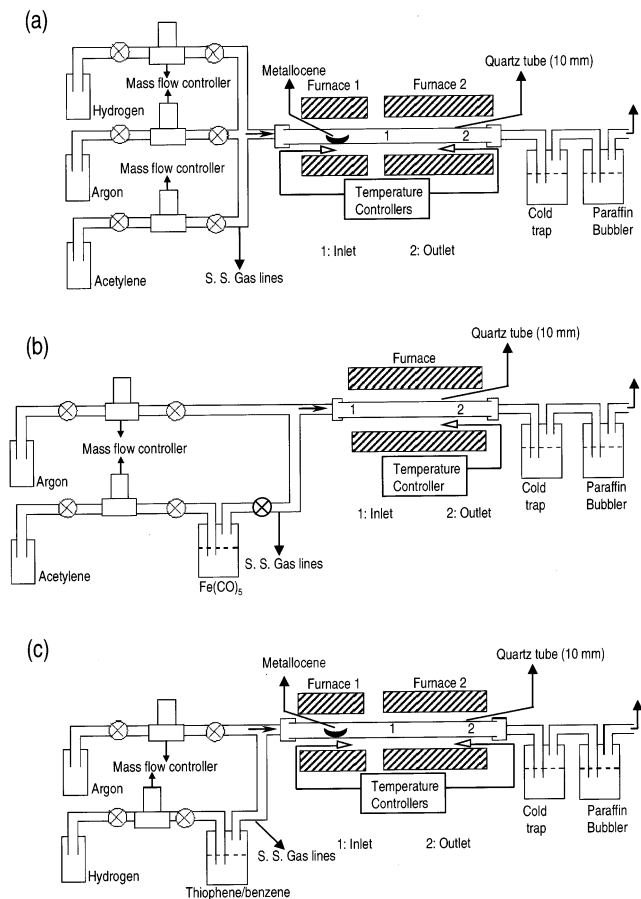 (a)
Quartz tube (10 mm)
Metallocene
Furnace 1
Furnace 2
Mass flow controller
Hydrogen
1
2
Mass flow controller
Argon
Temperature
Controllers
Cold
trap
Paraffin
Bubbler
1: Inlet
2: Outlet
S. S. Gas lines
Acetylene
(b)
Quartz tube (10 mm)
Furnace
1
2
Mass flow controller
Argon
Temperature
Controller
Cold
trap
Paraffin
Bubbler
1: Inlet
2: Outlet
S. S. Gas lines
Acetylene
Fe(CO)₅
(c)
Quartz tube (10 mm)
Metallocene
Furnace 1
Furnace 2
1
2
Mass flow controller
Argon
Temperature
Controllers
Cold
trap
Paraffin
Bubbler
1: Inlet
2: Outlet
S. S. Gas lines
Hydrogen
Thiophene/benzene